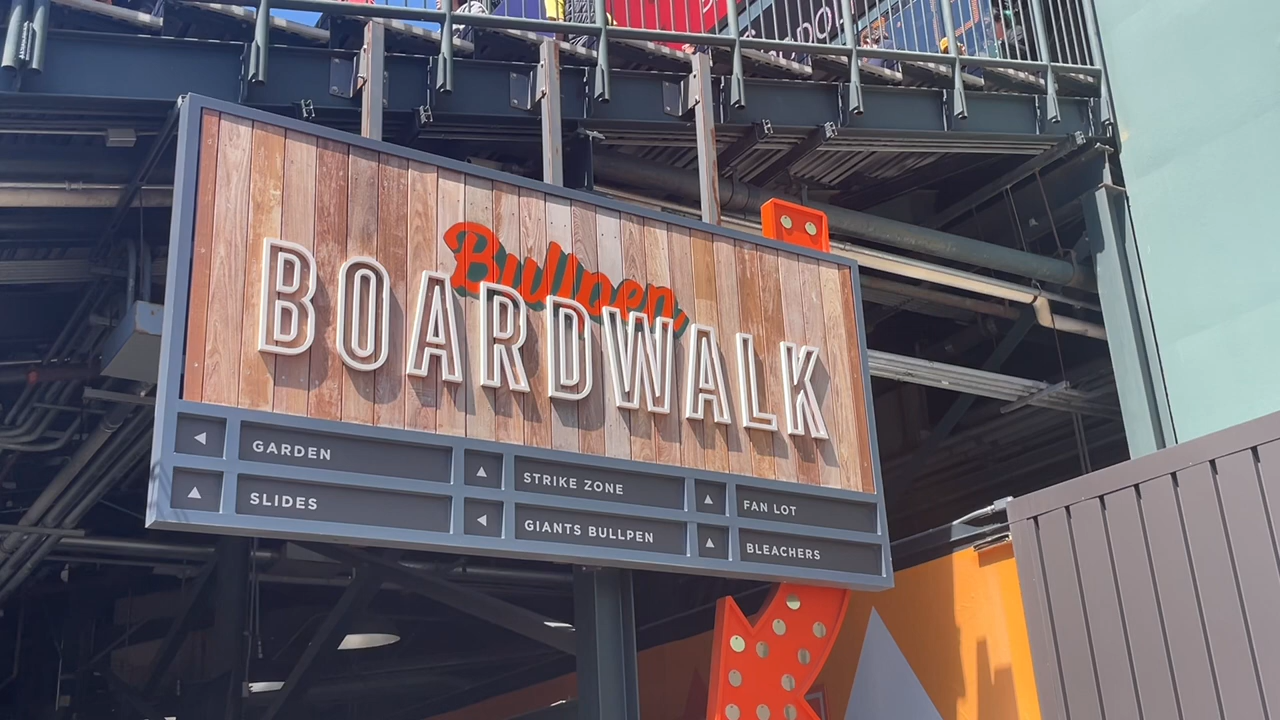 Bullpen
BOARDWALK
◄ GARDEN
▲ SLIDES
▲ STRIKE ZONE
◄ GIANTS BULLPEN
▲ FAN LOT
▲ BLEACHERS